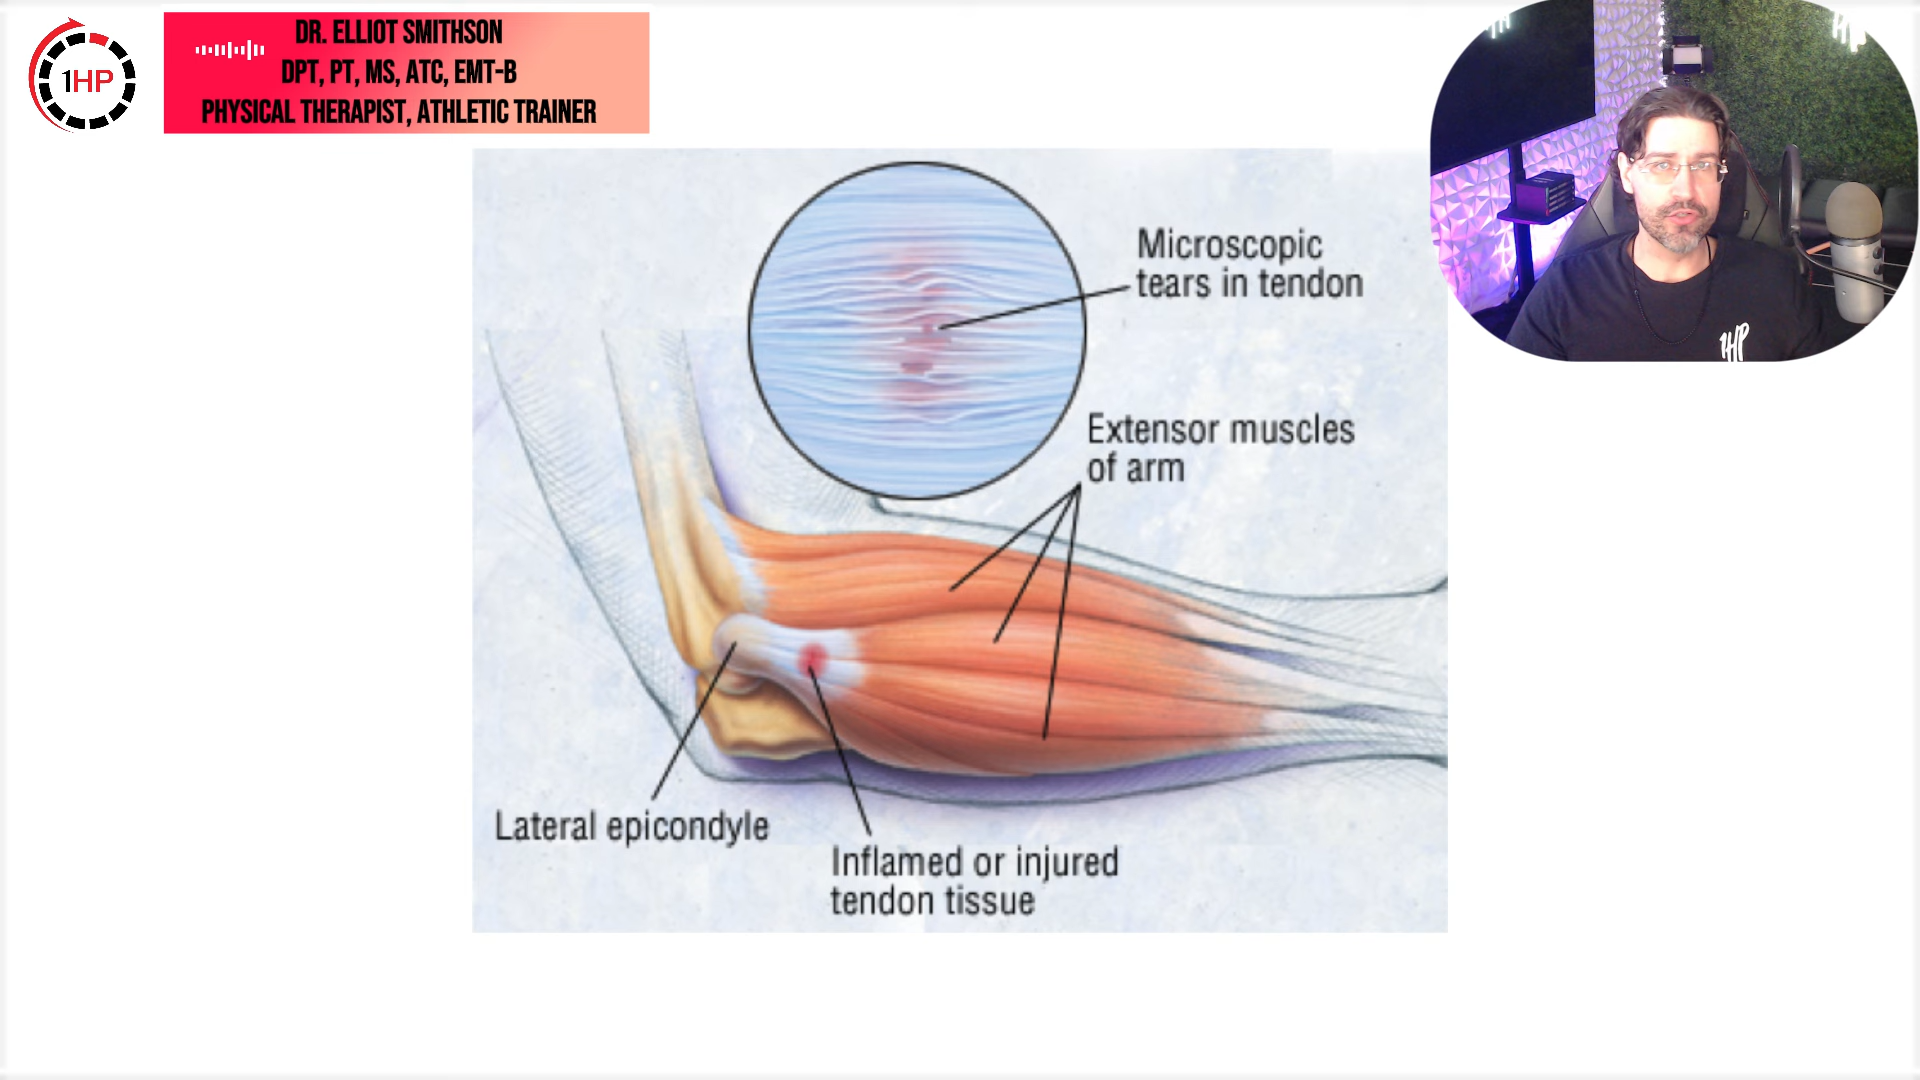 1HP
DR. ELLIOT SMITHSON
DPT, PT, MS, ATC, EMT-B
PHYSICAL THERAPIST, ATHLETIC TRAINER
Microscopic
tears in tendon
Extensor muscles
of arm
Lateral epicondyle
Inflamed or injured
tendon tissue
1HP